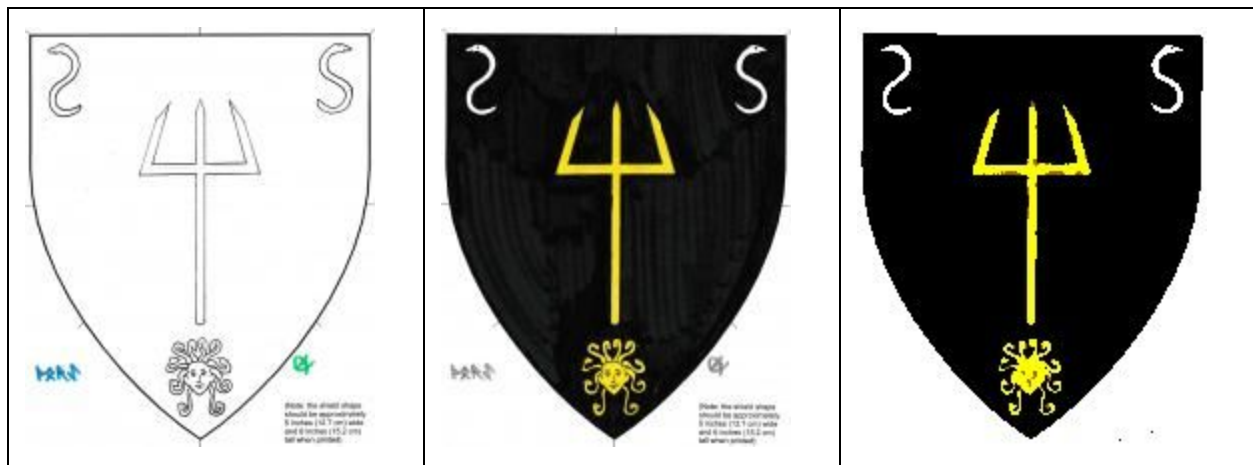 (Note: the shield shape
should be approximately
5 inches (12.7 cm) wide
and 6 inches (15.2 cm)
tall when printed)
(Note: the shield shape
should be approximately
5 inches (12.7 cm) wide
and 6 inches (15.2 cm)
tall when printed)